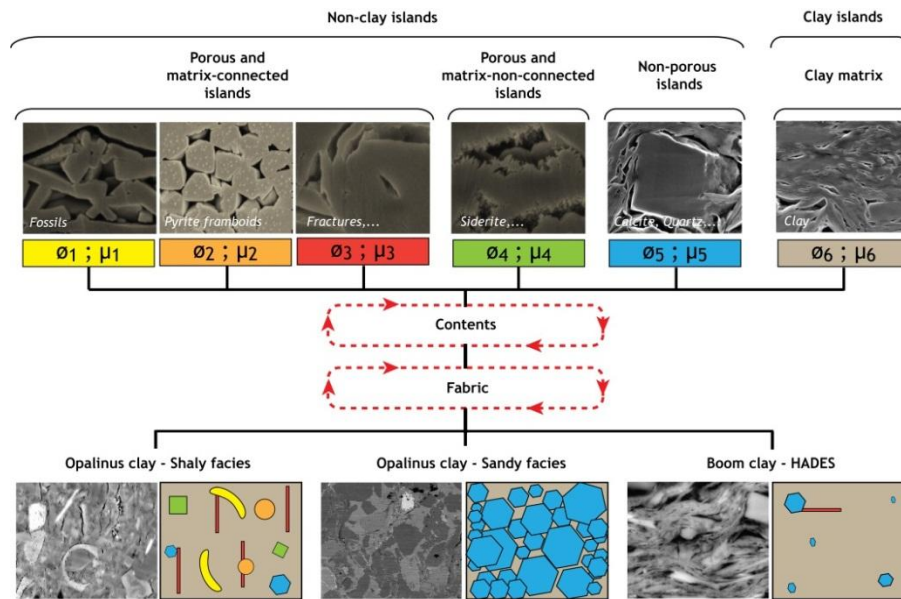 Non-clay islands
Clay islands
Porous and
matrix-connected
islands
Porous and
matrix-non-connected
islands
Non-porous
islands
Clay matrix
Fossils
Pyrite framboids
Fractures,...
Siderite,...
Calcite, Quartz,...
Clay
ø1 ; µ1
ø2 ; µ2
ø3 ; µ3
ø4 ; µ4
ø5 ; µ5
ø6 ; µ6
Contents
Fabric
Opalinus clay - Shaly facies
Opalinus clay - Sandy facies
Boom clay - HADES